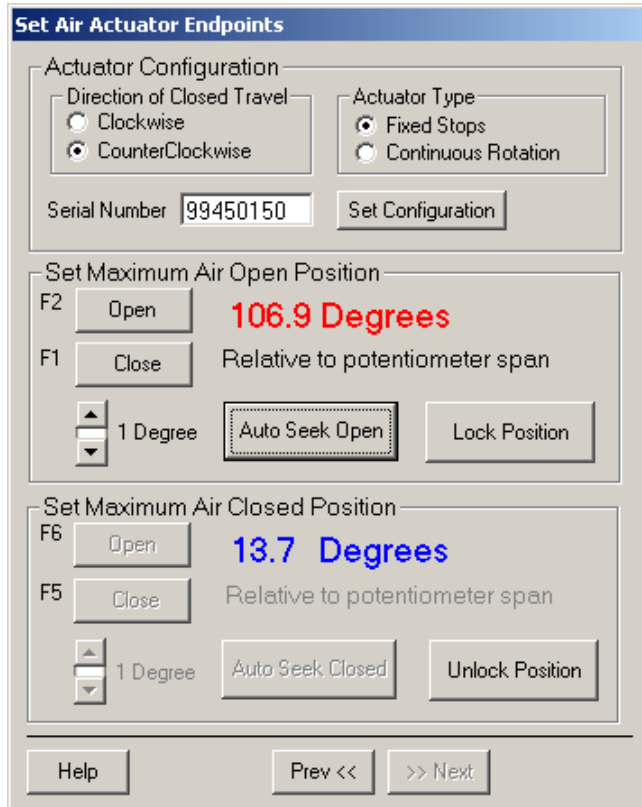 Set Air Actuator Endpoints
Actuator Configuration
Direction of Closed Travel
Clockwise
CounterClockwise
Actuator Type
Fixed Stops
Continuous Rotation
Serial Number 99450150 Set Configuration
Set Maximum Air Open Position
F2 Open 106.9 Degrees
F1 Close Relative to potentiometer span
1 Degree Auto Seek Open Lock Position
Set Maximum Air Closed Position
F6 Open 13.7 Degrees
F5 Close Relative to potentiometer span
1 Degree Auto Seek Closed Unlock Position
Help Prev << >> Next